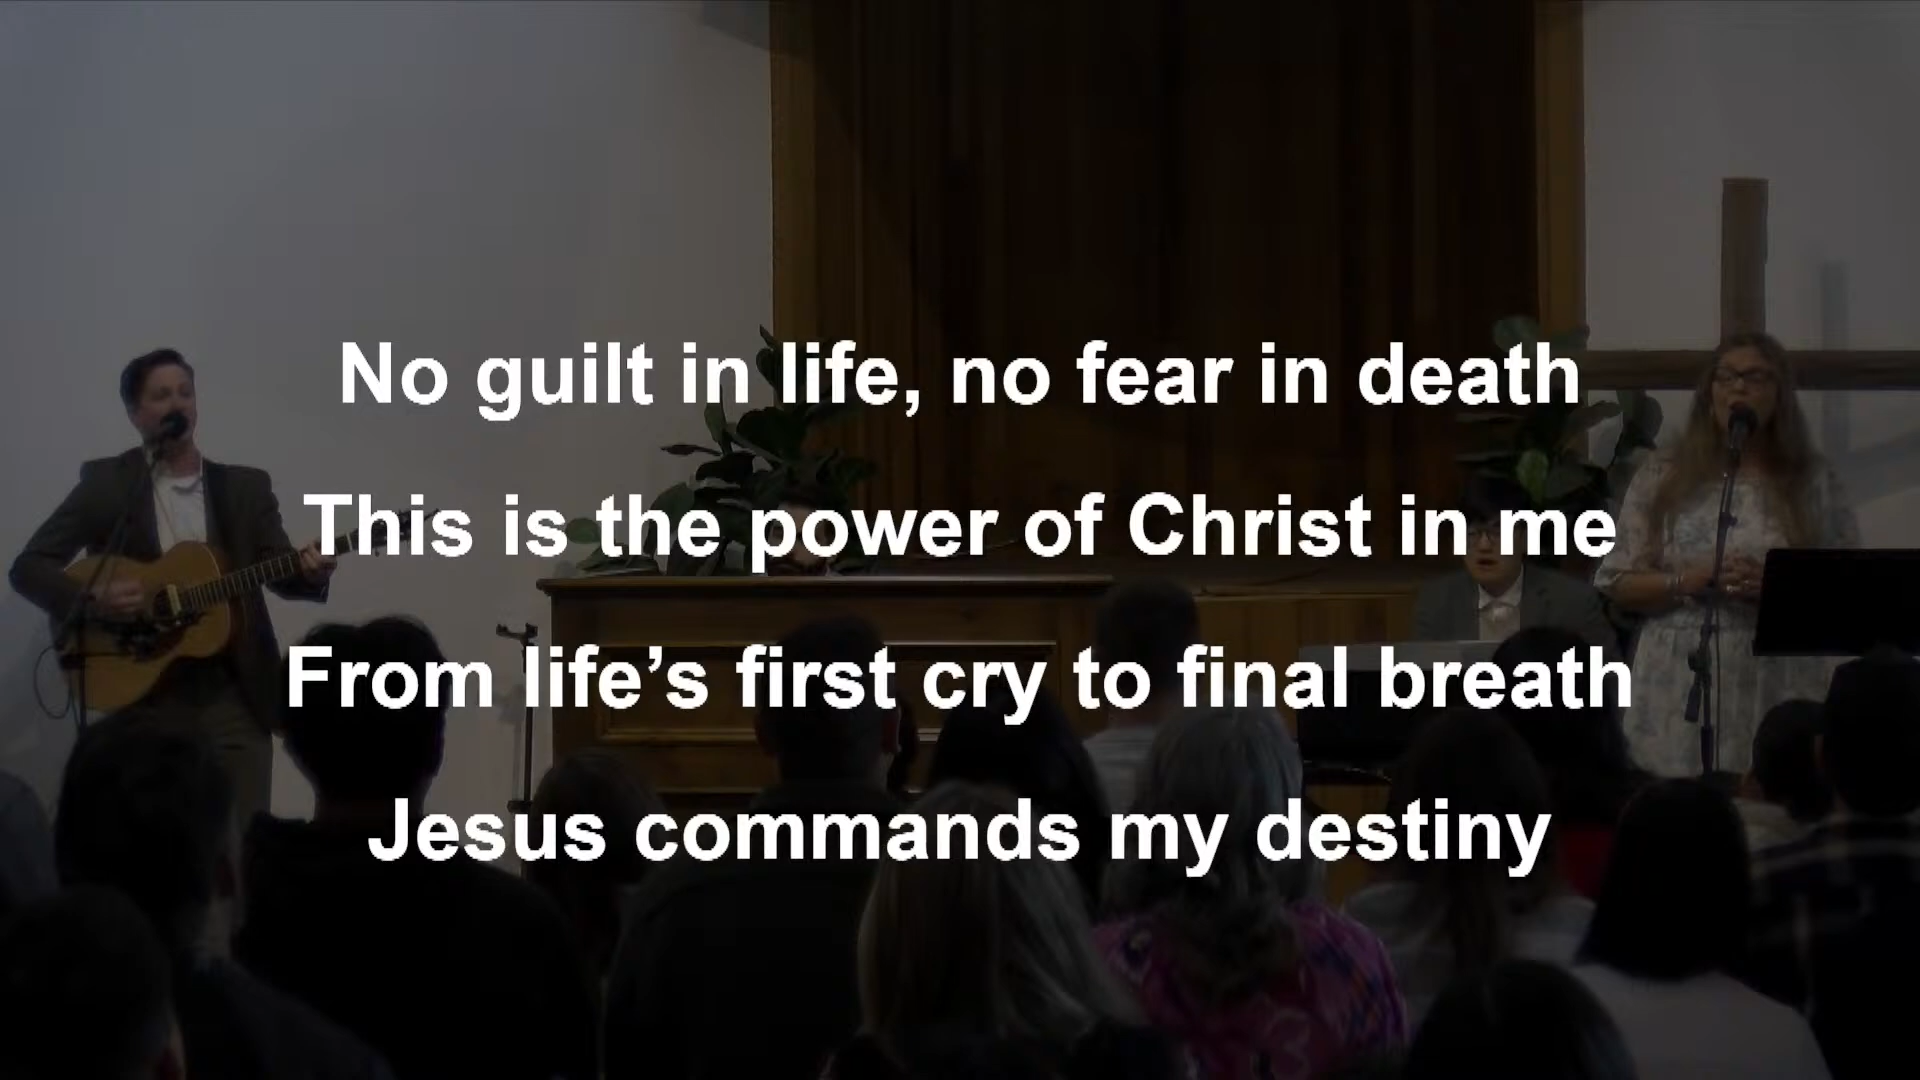 No guilt in life, no fear in death
This is the power of Christ in me
From life’s first cry to final breath
Jesus commands my destiny